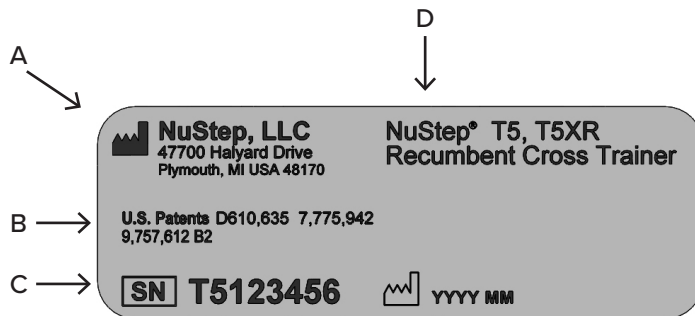 D
A
NuStep, LLC
47700 Halyard Drive
Plymouth, MI USA 48170
NuStep® T5, T5XR
Recumbent Cross Trainer
B
U.S. Patents D610,635 7,775,942
9,757,612 B2
C
SN T5123456
YYYY MM